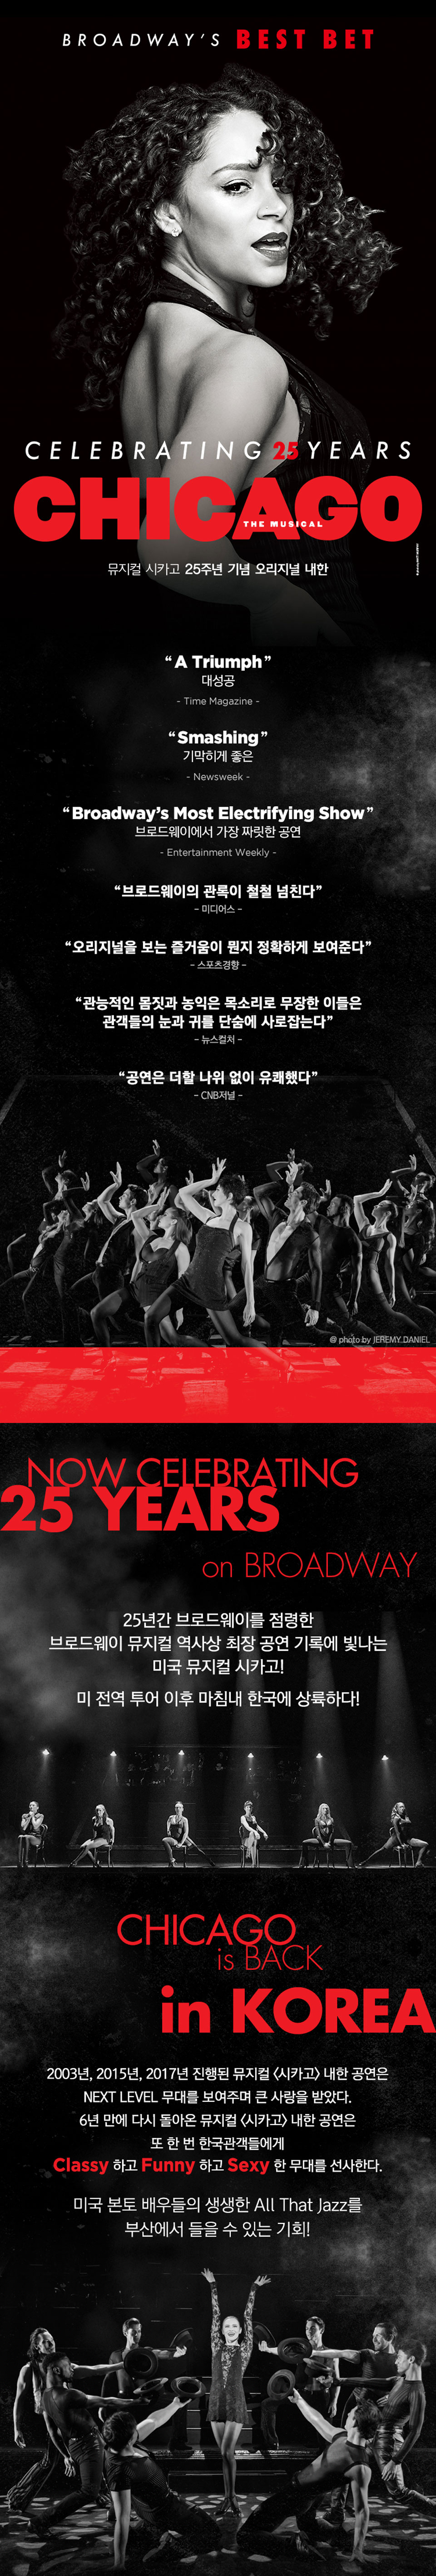 BROADWAY'S BEST BET
CELEBRATING 25 YEARS
CHICAGO
THE MUSICAL
뮤지컬 시카고 25주년 기념 오리지널 내한
“A Triumph”
대성공
- Time Magazine -
“Smashing”
기막히게 좋은
- Newsweek -
“Broadway’s Most Electrifying Show”
브로드웨이에서 가장 짜릿한 공연
- Entertainment Weekly -
“브로드웨이의 관록이 철철 넘친다”
- 미디어스 -
“오리지널을 보는 즐거움이 뭔지 정확하게 보여준다”
- 스포츠경향 -
“관능적인 몸짓과 농익은 목소리로 무장한 이들은
관객들의 눈과 귀를 단숨에 사로잡는다”
- 뉴스컬처 -
“공연은 더할 나위 없이 유쾌했다”
- CNB저널 -
@ photo by JEREMY DANIEL
NOW CELEBRATING
25 YEARS
on BROADWAY
25년간 브로드웨이를 점령한
브로드웨이 뮤지컬 역사상 최장 공연 기록에 빛나는
미국 뮤지컬 시카고!
미 전역 투어 이후 마침내 한국에 상륙하다!
CHICAGO
is BACK
in KOREA
2003년, 2015년, 2017년 진행된 뮤지컬 〈시카고〉 내한 공연은
NEXT LEVEL 무대를 보여주며 큰 사랑을 받았다.
6년 만에 다시 돌아온 뮤지컬 〈시카고〉 내한 공연은
또 한 번 한국관객들에게
Classy 하고 Funny 하고 Sexy 한 무대를 선사한다.
미국 본토 배우들의 생생한 All That Jazz를
부산에서 들을 수 있는 기회!